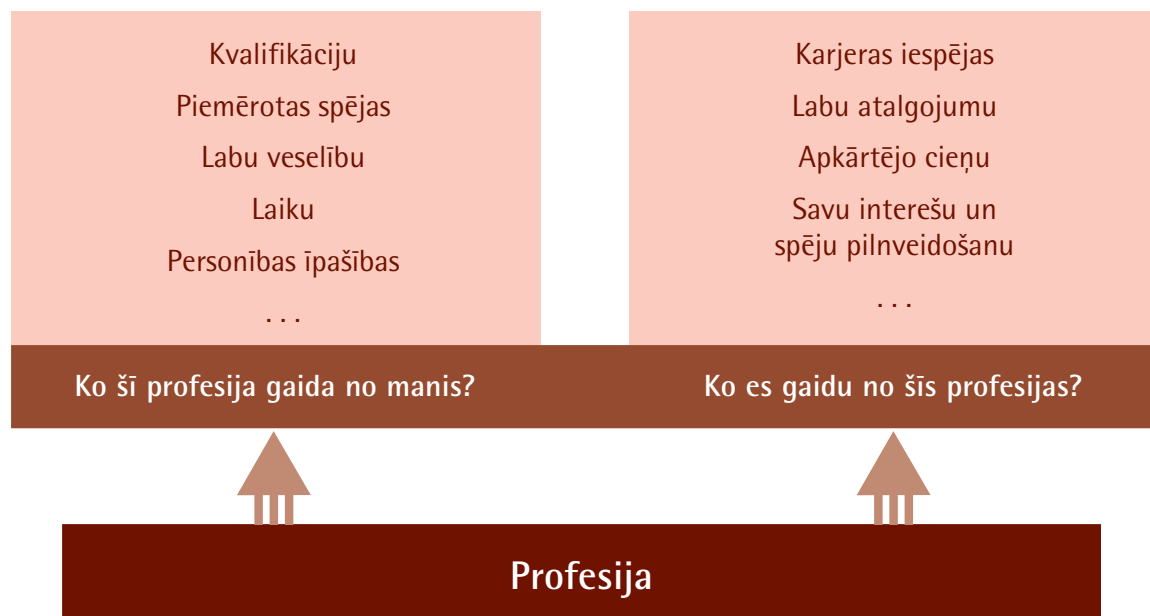 Kvalifikāciju
Piemērotas spējas
Labu veselību
Laiku
Personības īpašības
. . .
Ko šī profesija gaida no manis?
Karjeras iespējas
Labu atalgojumu
Apkārtējo cieņu
Savu interešu un
spēju pilnveidošanu
. . .
Ko es gaidu no šīs profesijas?
Profesija